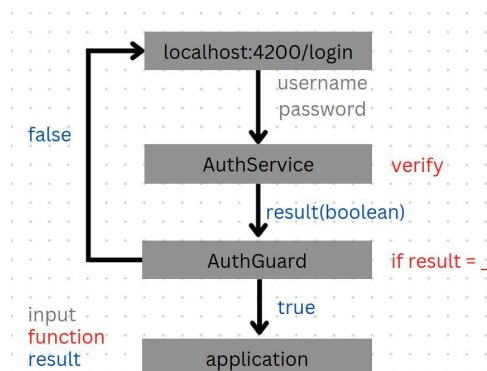 localhost:4200/login
username
password
false
AuthService
verify
result(boolean)
AuthGuard
if result = _
true
input
function
result
application